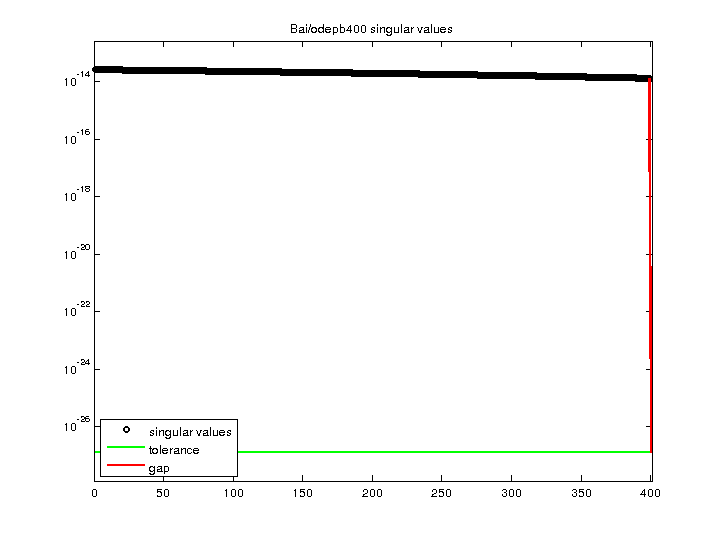 Bai/odepb400 singular values
10^-14
10^-16
10^-18
10^-20
10^-22
10^-24
10^-26
singular values
tolerance
gap
0 50 100 150 200 250 300 350 400